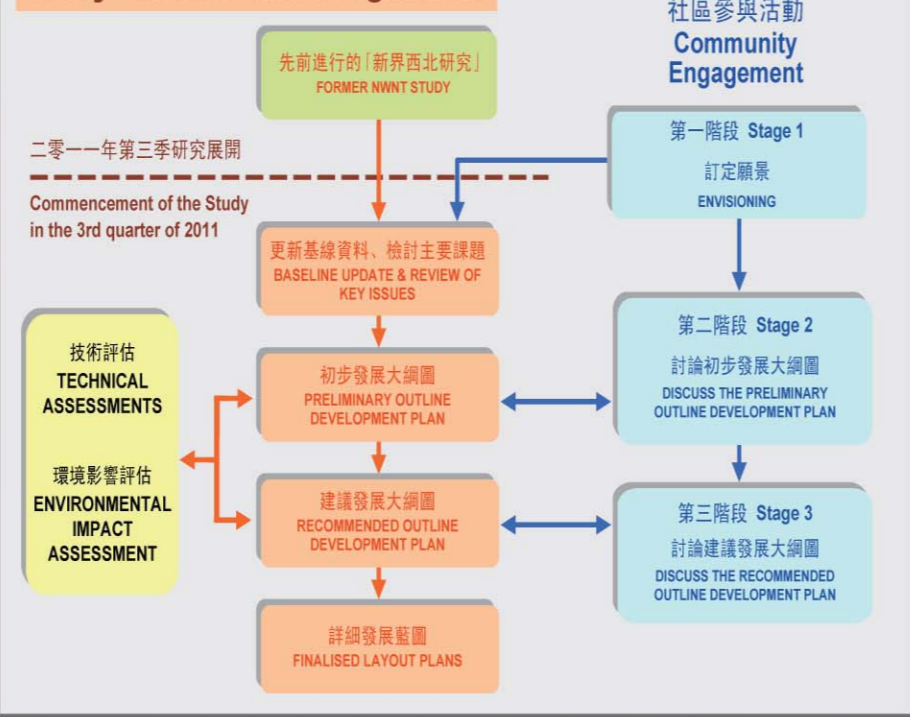 社區參與活動
Community
Engagement
先前進行的「新界西北研究」
FORMER NWNT STUDY
第一階段 Stage 1
訂定願景
ENVISIONING
二零一一年第三季研究展開
Commencement of the Study
in the 3rd quarter of 2011
更新基線資料、檢討主要課題
BASELINE UPDATE & REVIEW OF
KEY ISSUES
第二階段 Stage 2
討論初步發展大綱圖
DISCUSS THE PRELIMINARY
OUTLINE DEVELOPMENT PLAN
技術評估
TECHNICAL
ASSESSMENTS
環境影響評估
ENVIRONMENTAL
IMPACT
ASSESSMENT
初步發展大綱圖
PRELIMINARY OUTLINE
DEVELOPMENT PLAN
建議發展大綱圖
RECOMMENDED OUTLINE
DEVELOPMENT PLAN
第三階段 Stage 3
討論建議發展大綱圖
DISCUSS THE RECOMMENDED
OUTLINE DEVELOPMENT PLAN
詳細發展藍圖
FINALISED LAYOUT PLANS